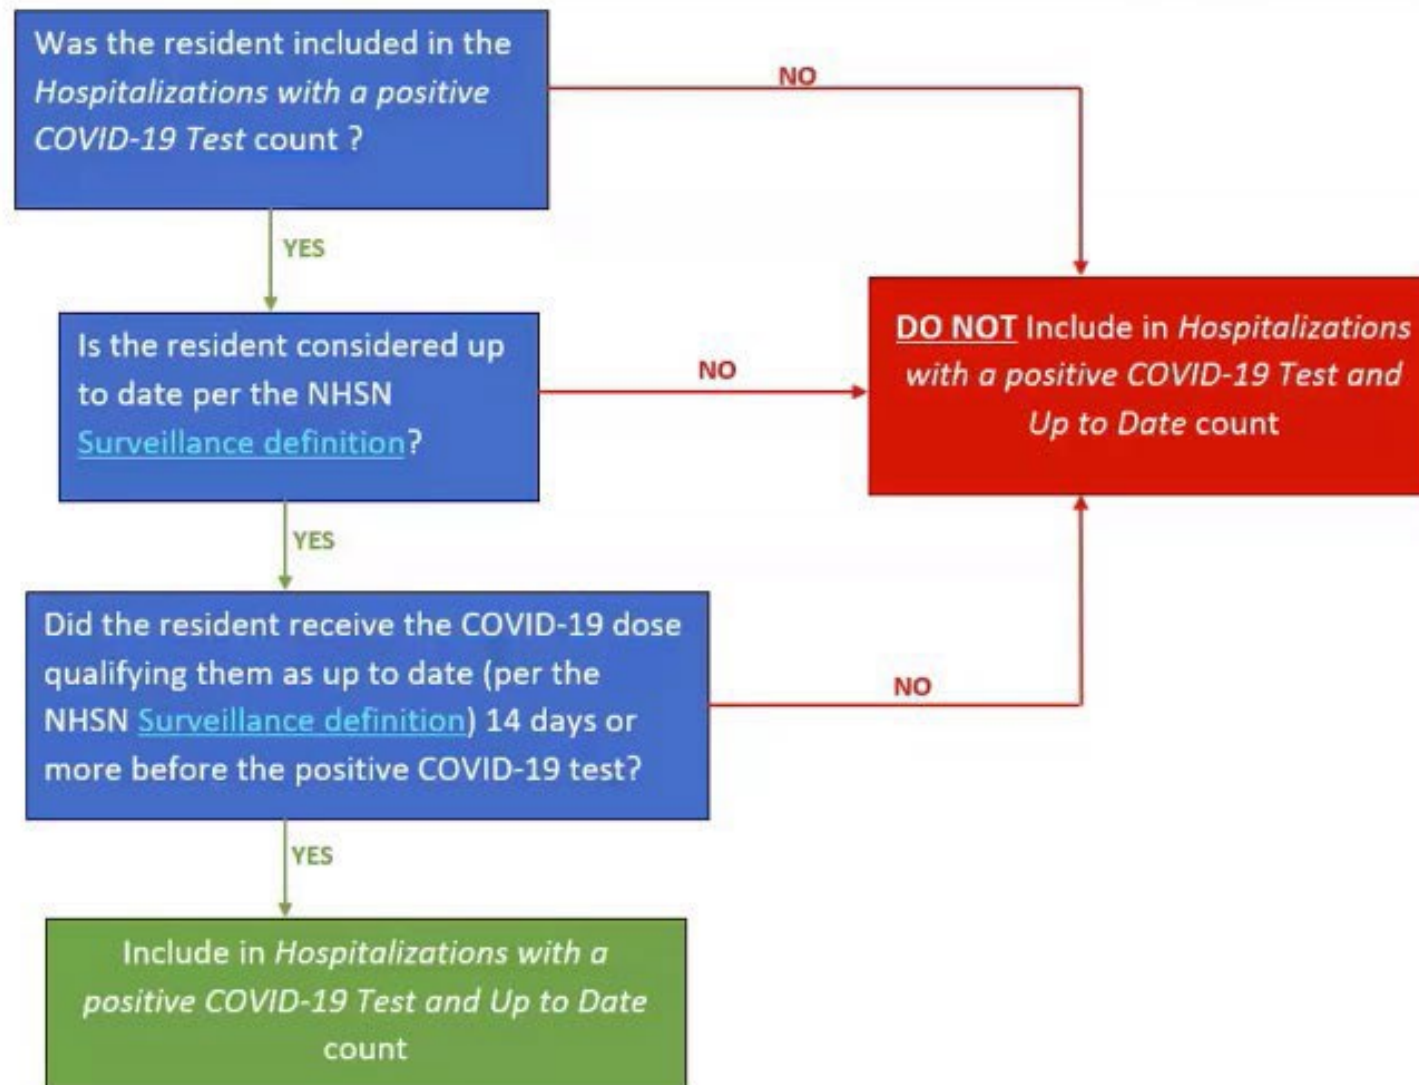 Was the resident included in the
Hospitalizations with a positive
COVID-19 Test count ?
NO
YES
Is the resident considered up
to date per the NHSN
Surveillance definition?
NO
DO NOT Include in Hospitalizations
with a positive COVID-19 Test and
Up to Date count
YES
Did the resident receive the COVID-19 dose
qualifying them as up to date (per the
NHSN Surveillance definition) 14 days or
more before the positive COVID-19 test?
NO
YES
Include in Hospitalizations with a
positive COVID-19 Test and Up to Date
count